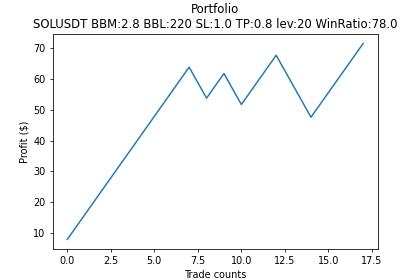 Portfolio
SOLUSDT BBM:2.8 BBL:220 SL:1.0 TP:0.8 lev:20 WinRatio:78.0
70
60
50
40
30
20
10
Profit ($)
0.0 2.5 5.0 7.5 10.0 12.5 15.0 17.5
Trade counts